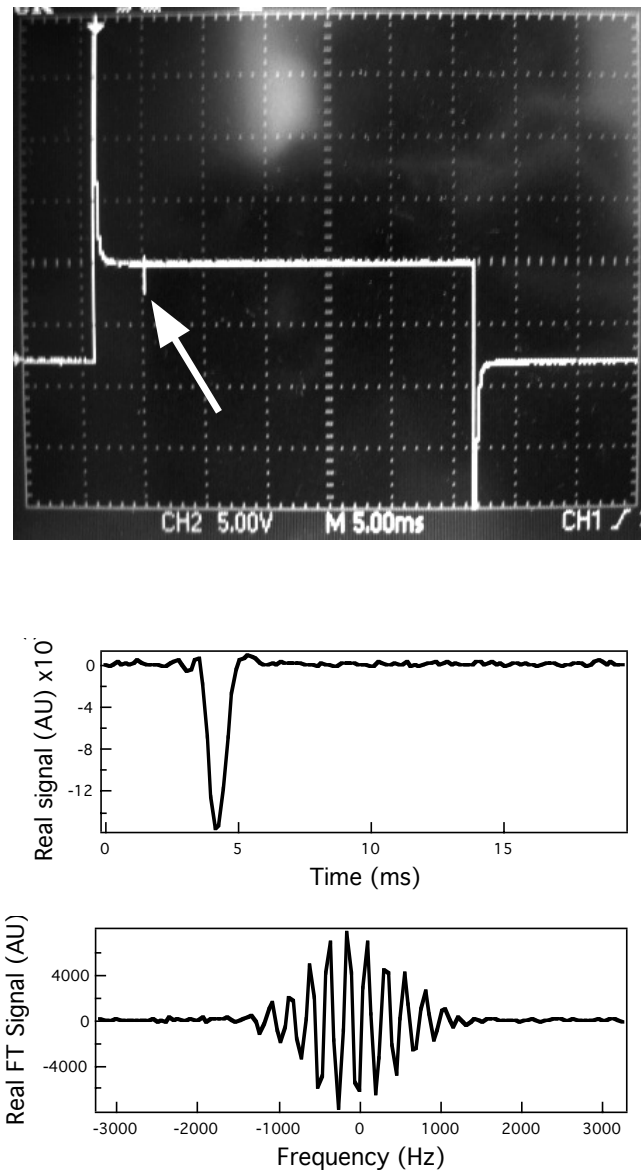 CH2 5.00V M 5.00ms CH1
Real signal (AU) x10
0
-4
-8
-12
0 5 10 15
Time (ms)
Real FT Signal (AU)
4000
0
-4000
-3000 -2000 -1000 0 1000 2000 3000
Frequency (Hz)